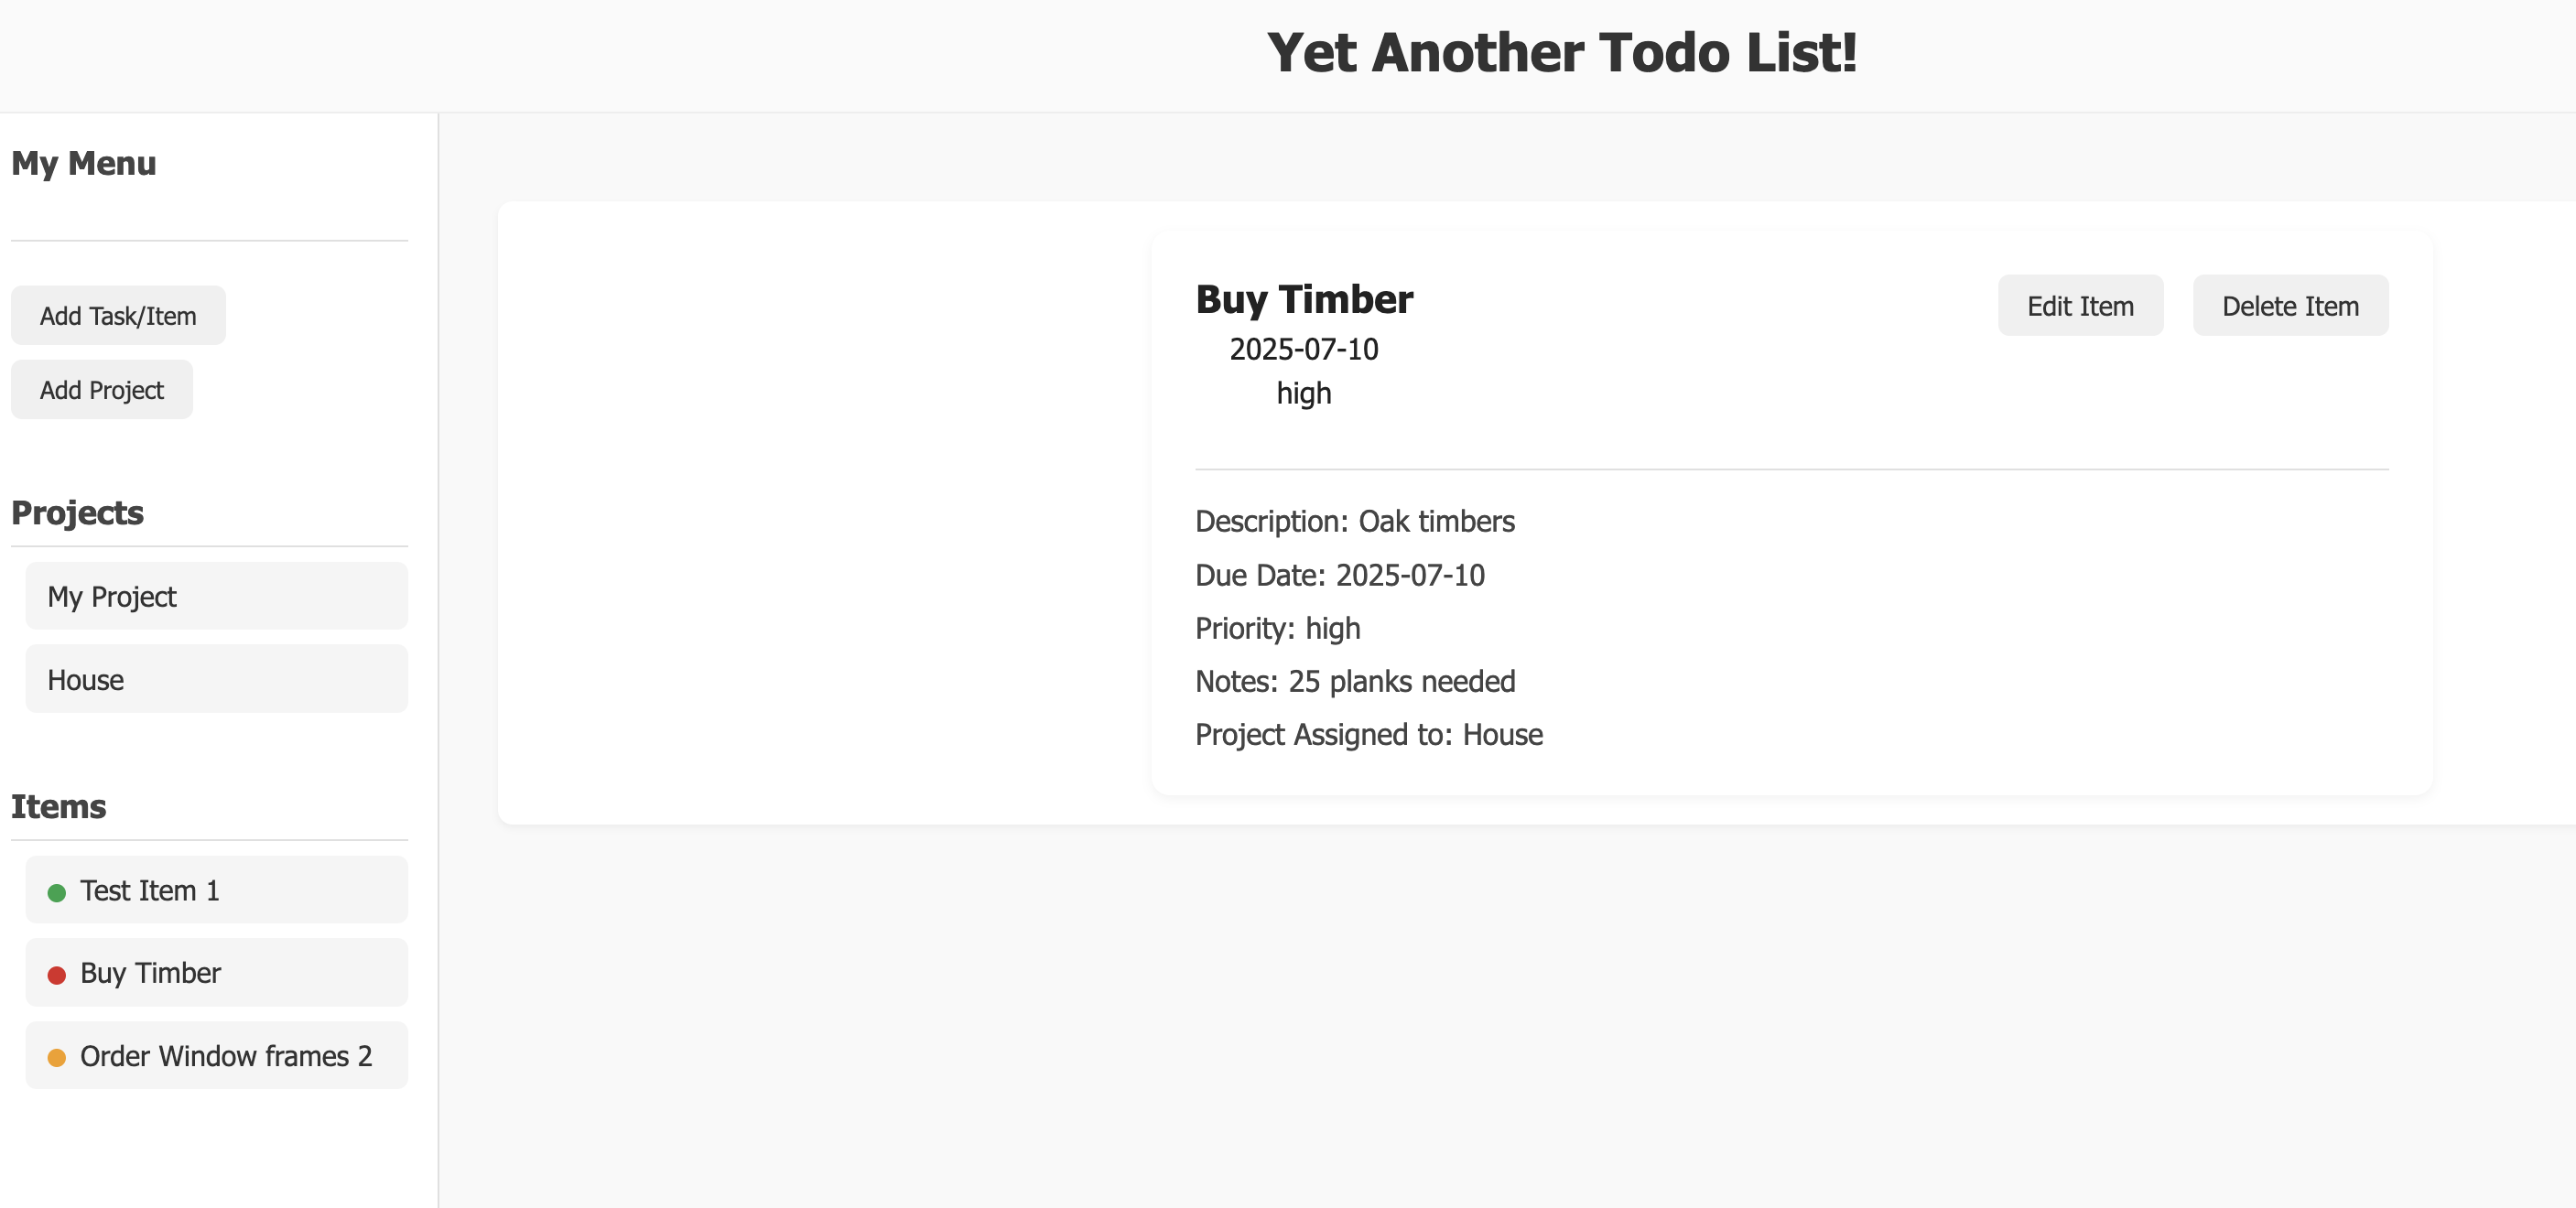 Yet Another Todo List!
My Menu
Add Task/Item
Add Project
Projects
My Project
House
Items
Test Item 1
Buy Timber
Order Window frames 2
Buy Timber
2025-07-10
high
Edit Item
Delete Item
Description: Oak timbers
Due Date: 2025-07-10
Priority: high
Notes: 25 planks needed
Project Assigned to: House